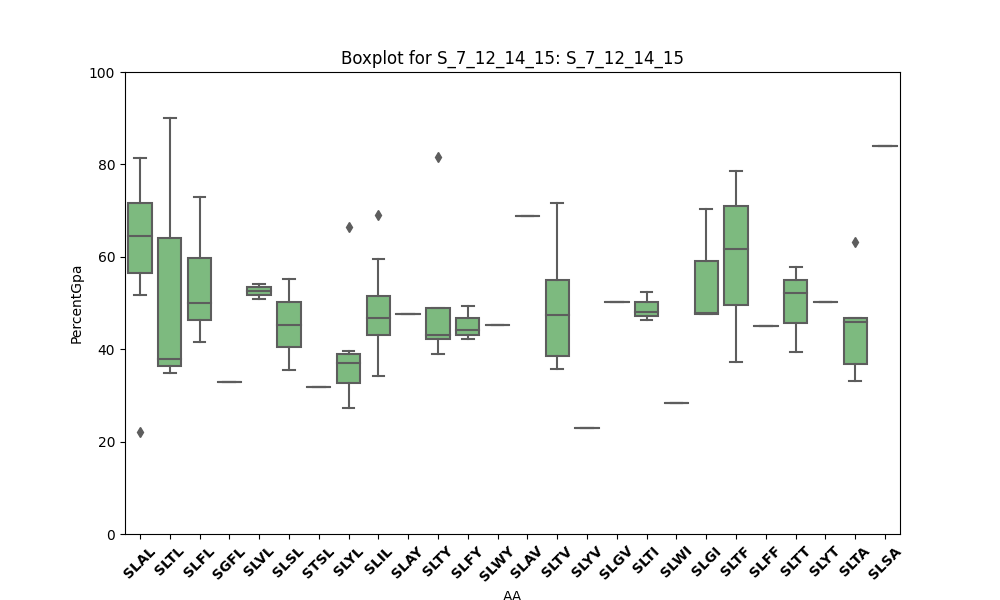 Boxplot for S_7_12_14_15: S_7_12_14_15
100
80
60
40
20
0
PercentGpa
SLAL SLTL SLFL SGFL SLVL SLSL STSL SLYL SLIL SLAY SLTY SLFY SLWY SLAV SLTV SLYV SLGV SLTI SLWI SLGI SLTF SLFF SLTT SLYT SLTA SLSA
AA